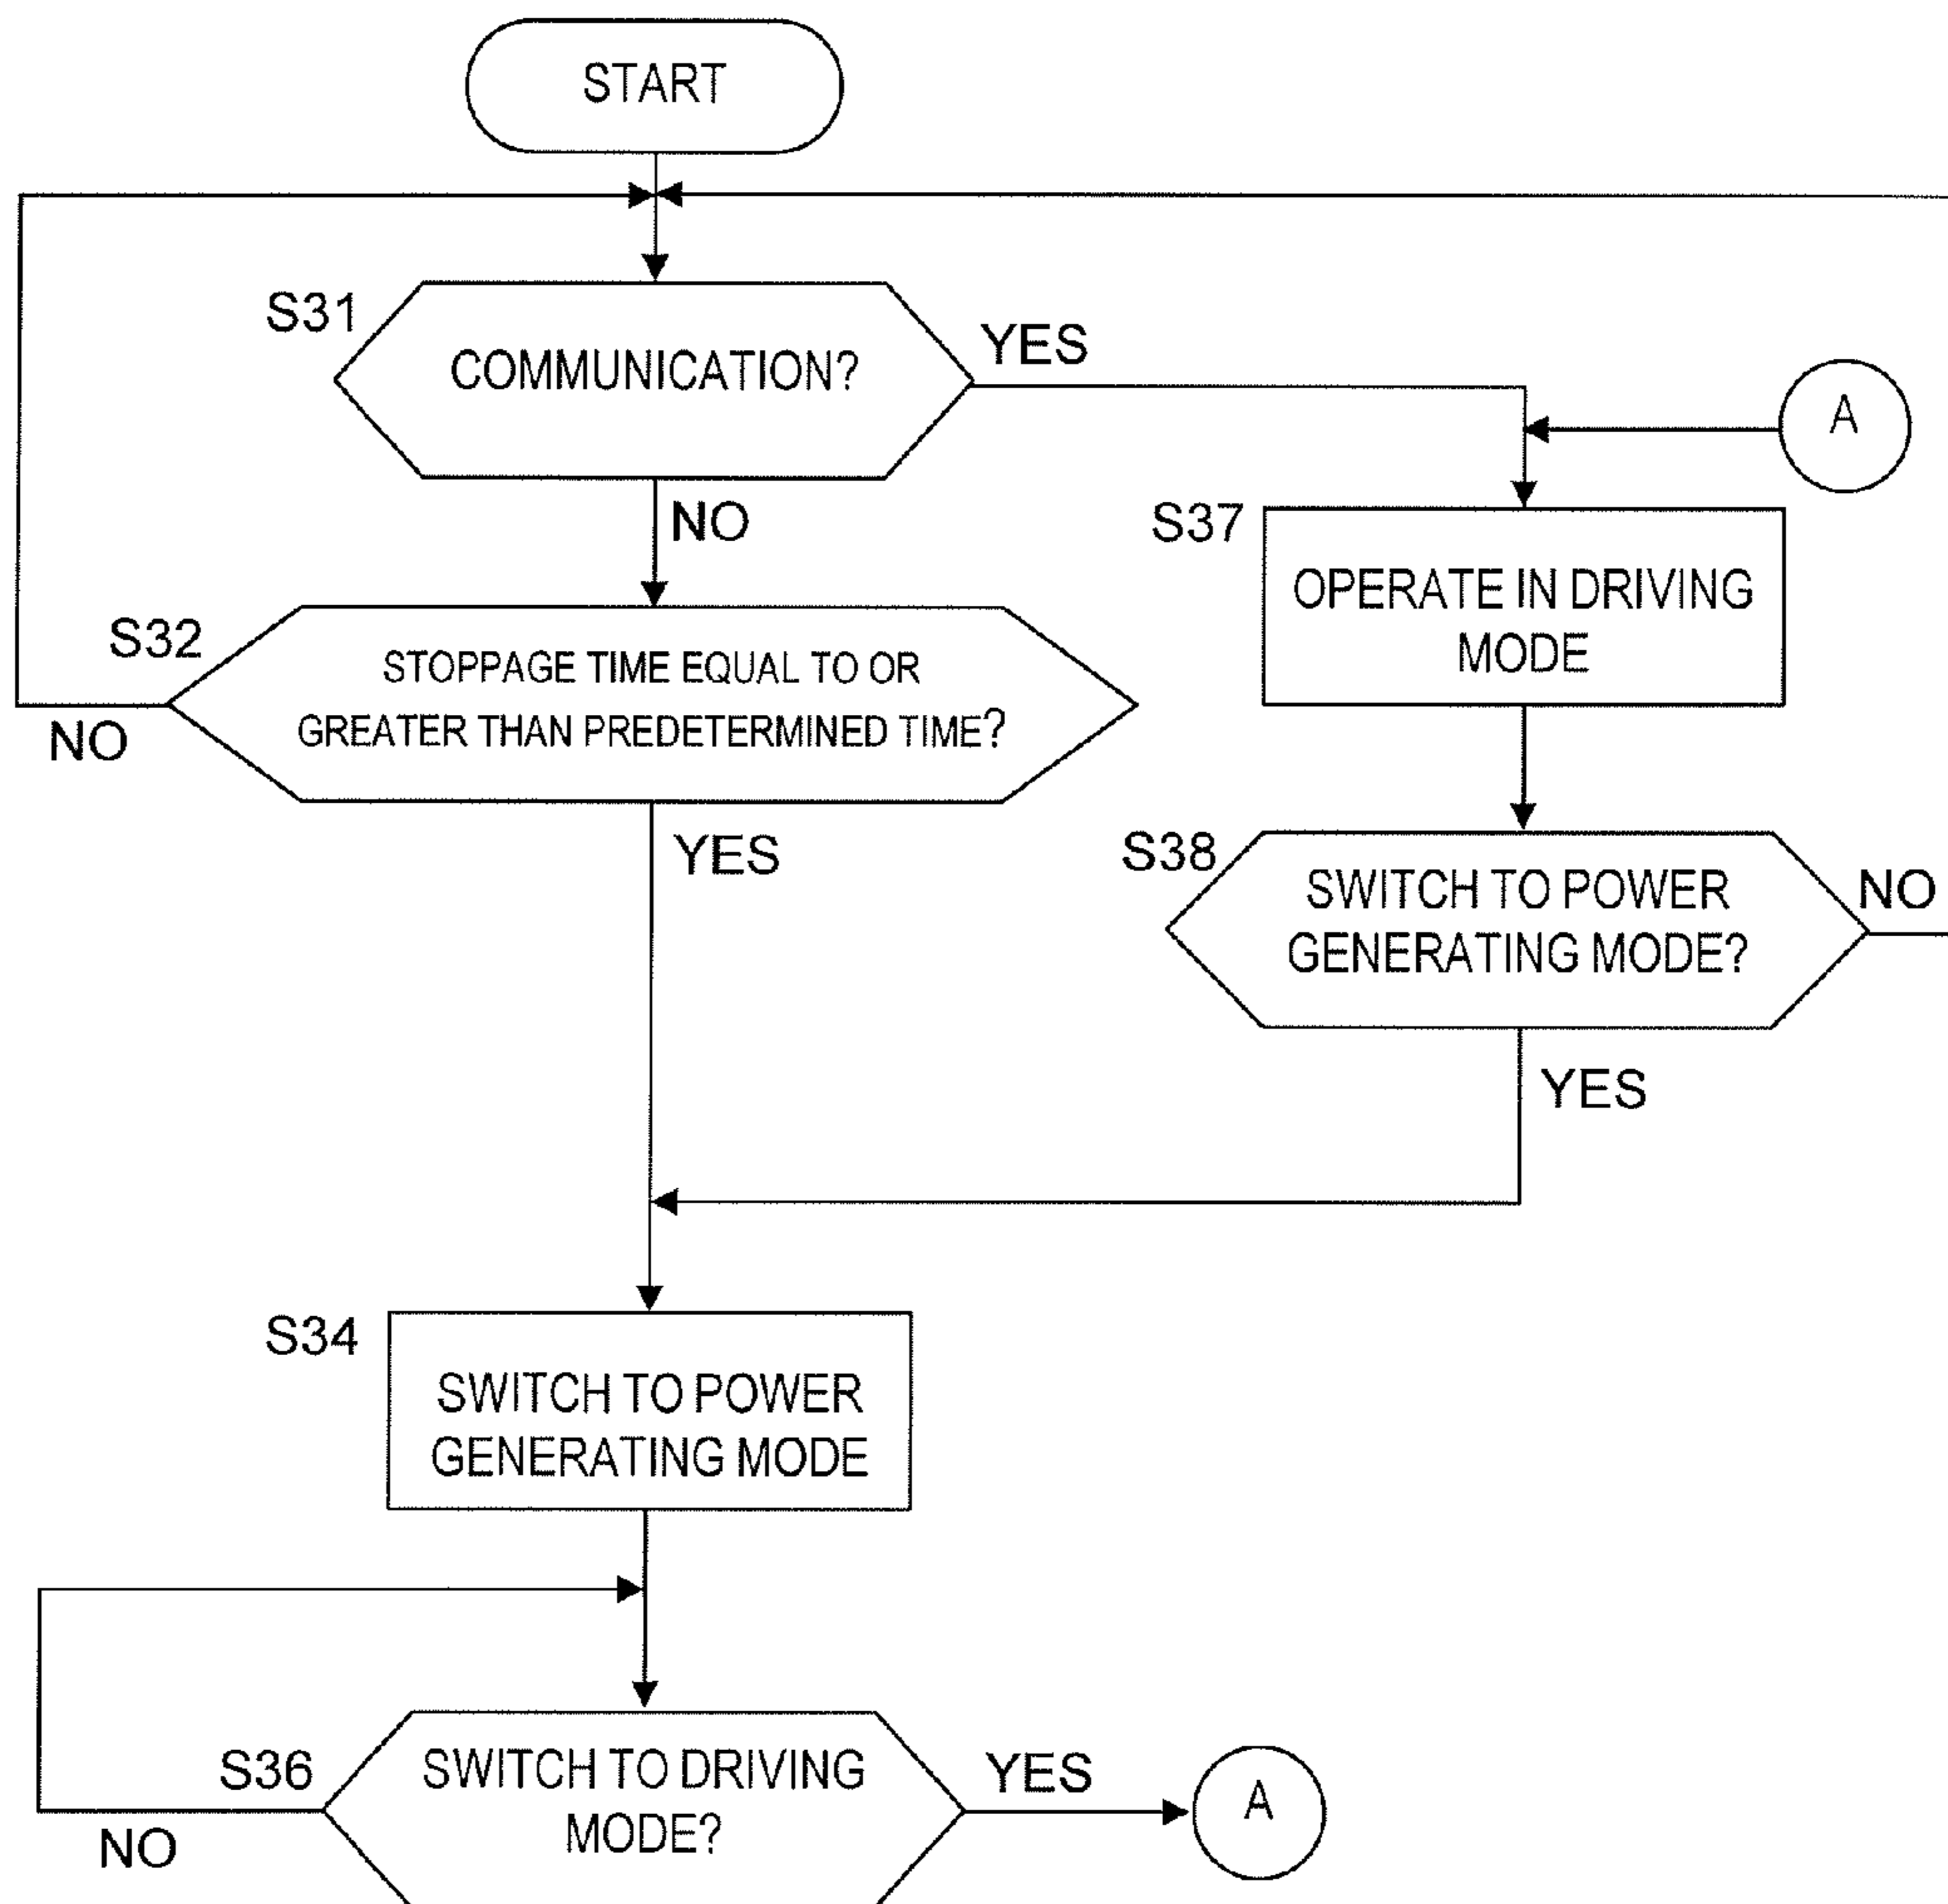 START
S31
COMMUNICATION?
YES
A
NO
S37
OPERATE IN DRIVING
MODE
S32
STOPPAGE TIME EQUAL TO OR
GREATER THAN PREDETERMINED TIME?
NO
YES
S38
SWITCH TO POWER
GENERATING MODE?
NO
YES
S34
SWITCH TO POWER
GENERATING MODE
S36
SWITCH TO DRIVING
MODE?
YES
A
NO